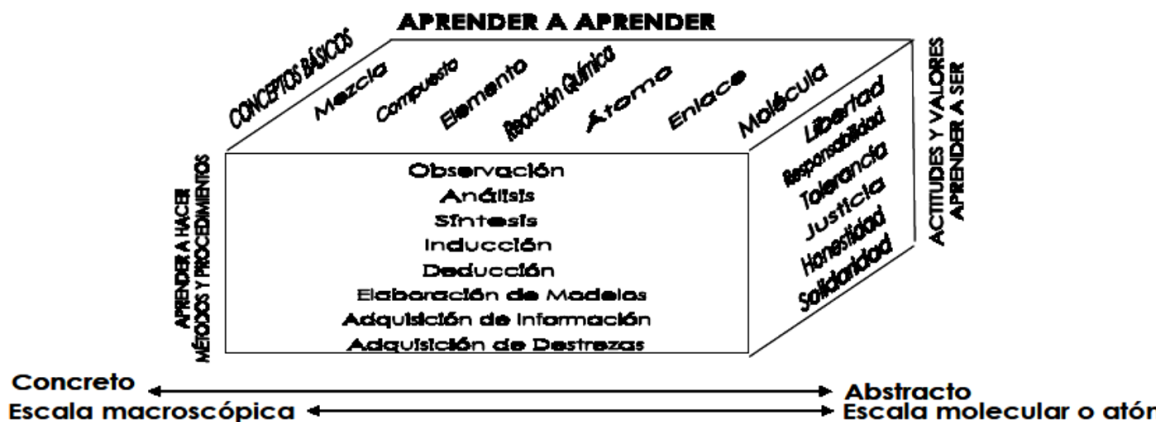 APRENDER A APRENDER
CONCEPTOS BÁSICOS
Mezcla
Compuesto
Elemento
Reacción Química
Átomo
Enlace
Molécula
APRENDER A HACER
MÉTODOS Y PROCEDIMIENTOS
Observación
Análisis
Síntesis
Inducción
Deducción
Elaboración de Modelos
Adquisición de Información
Adquisición de Destrezas
Libertad
Responsabilidad
Tolerancia
Justicia
Honestidad
Solidaridad
ACTITUDES Y VALORES
APRENDER A SER
Concreto
Abstracto
Escala macroscópica
Escala molecular o atón